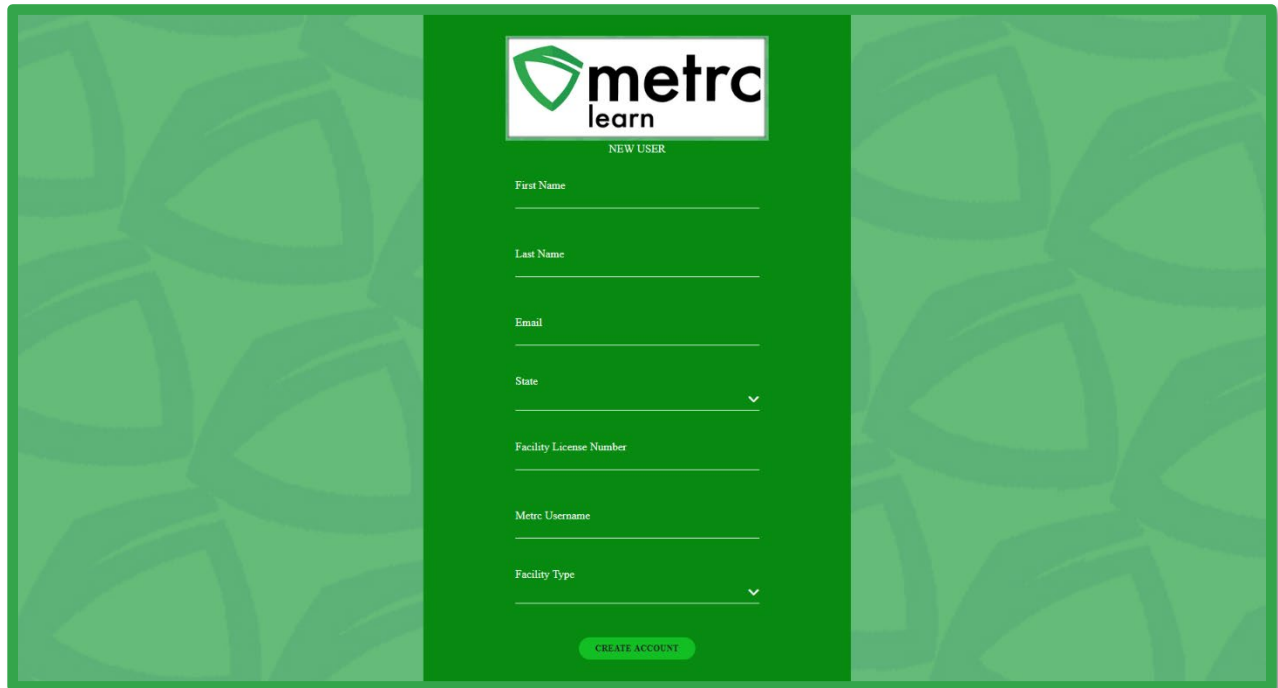 metrc
learn
NEW USER
First Name
Last Name
Email
State
Facility License Number
Metrc Username
Facility Type
CREATE ACCOUNT